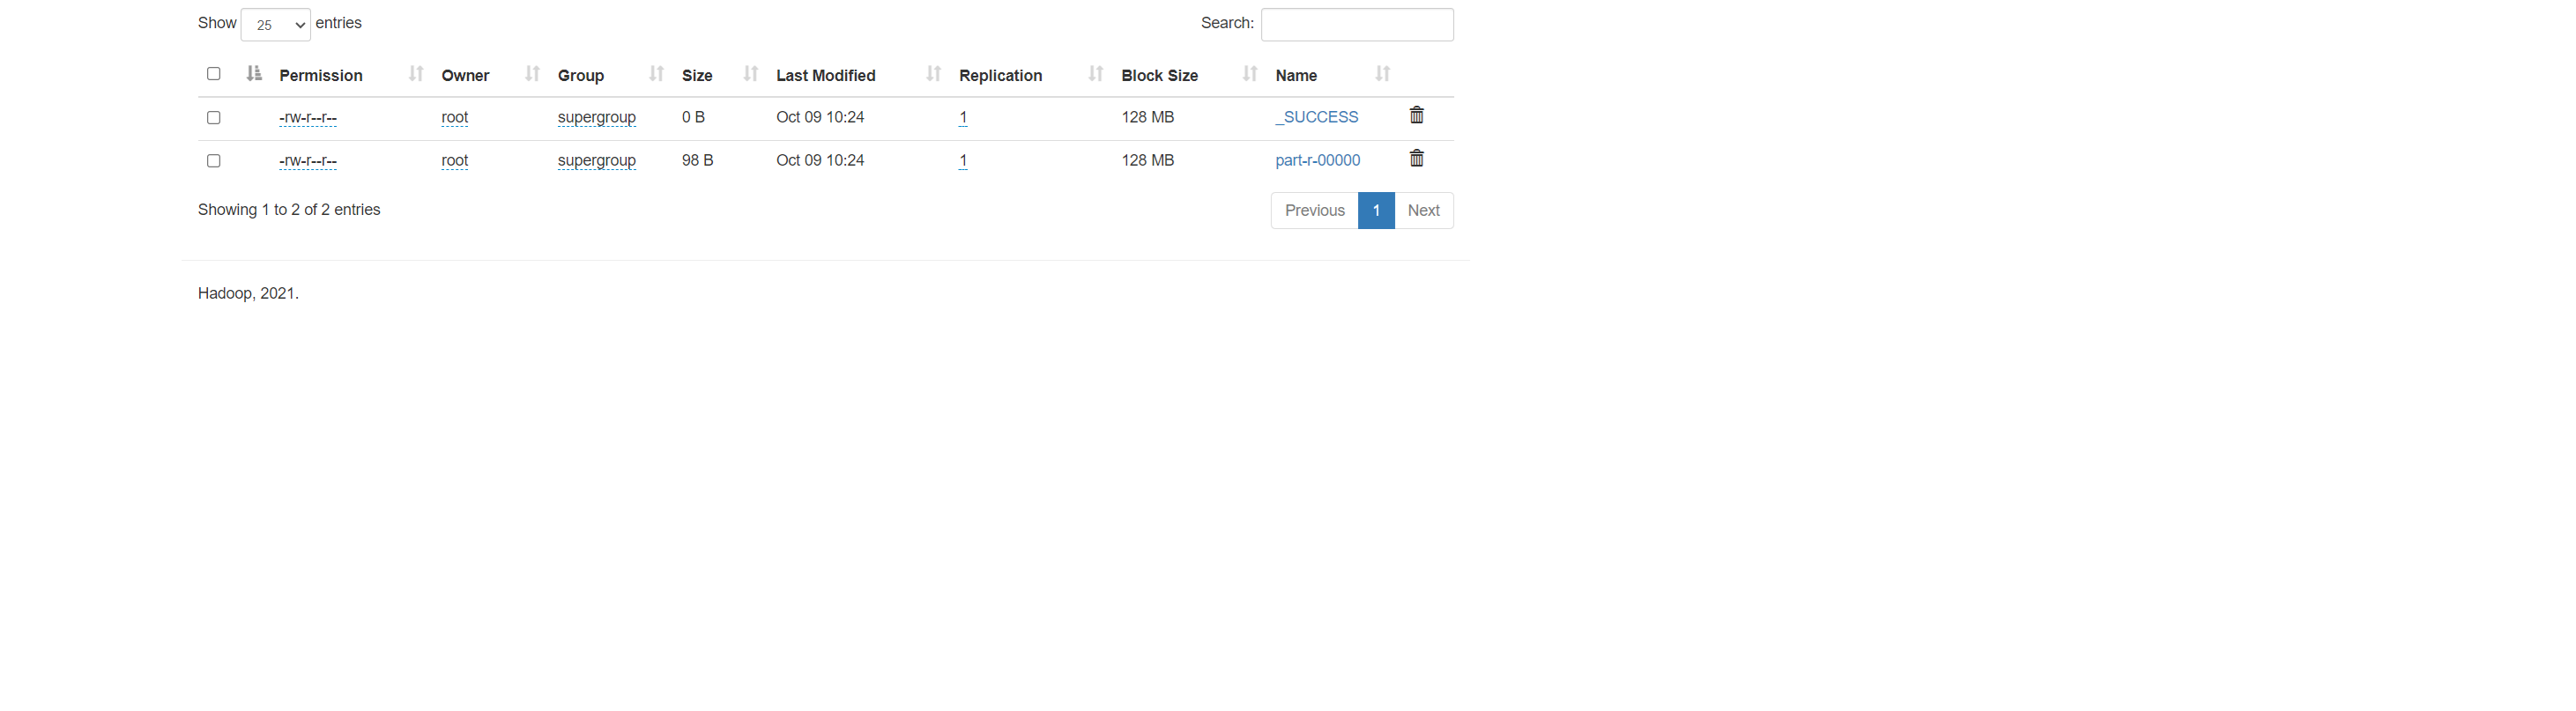 Show 25 entries Search:
Permission Owner Group Size Last Modified Replication Block Size Name
-rw-r--r-- root supergroup 0 B Oct 09 10:24 1 128 MB _SUCCESS
-rw-r--r-- root supergroup 98 B Oct 09 10:24 1 128 MB part-r-00000
Showing 1 to 2 of 2 entries Previous 1 Next
Hadoop, 2021.